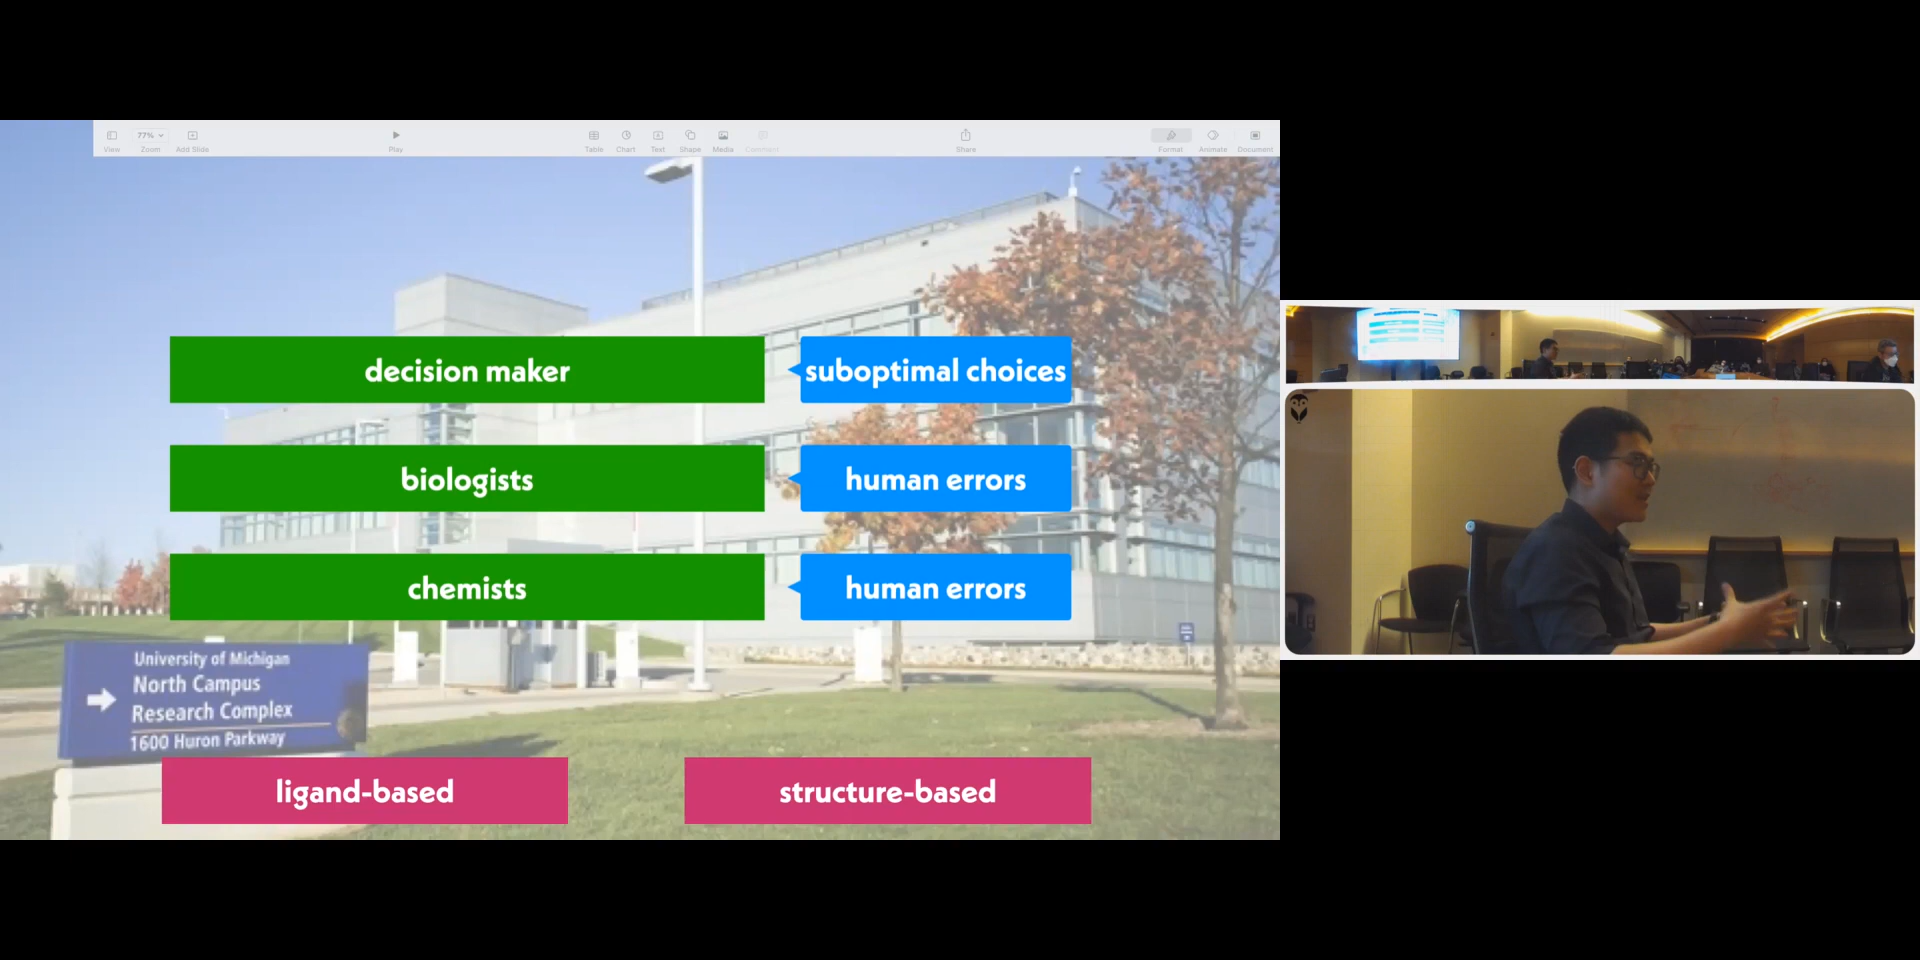 77%
View
Zoom
Add Slide
Play
Table
Chart
Text
Shape
Media
Comment
Share
Format
Animate
Document
decision maker
suboptimal choices
biologists
human errors
chemists
human errors
University of Michigan
North Campus
Research Complex
1600 Huron Parkway
ligand-based
structure-based